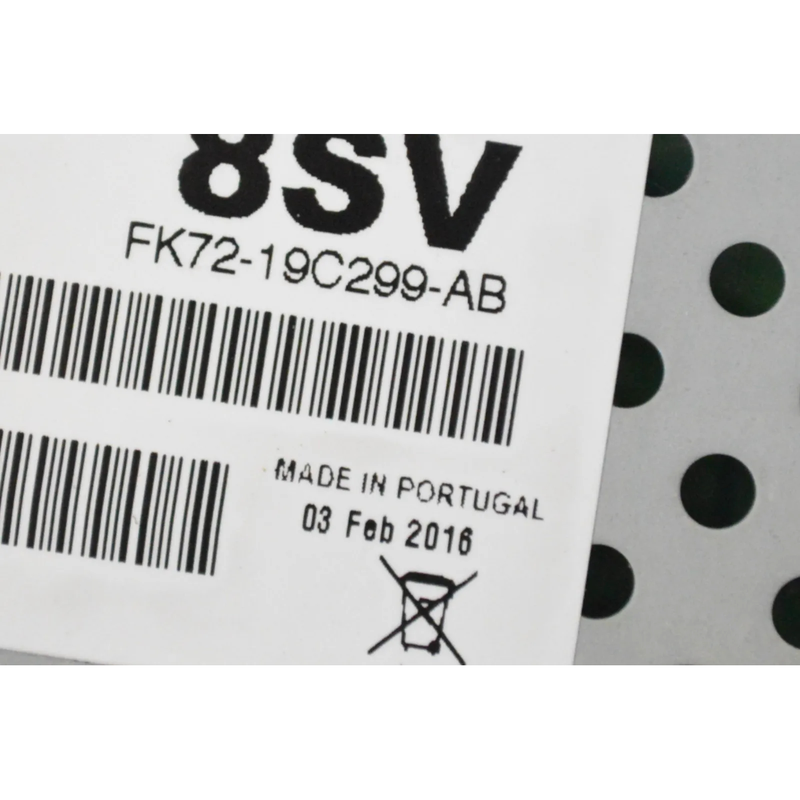 8SV
FK72-19C299-AB
MADE IN PORTUGAL
03 Feb 2016